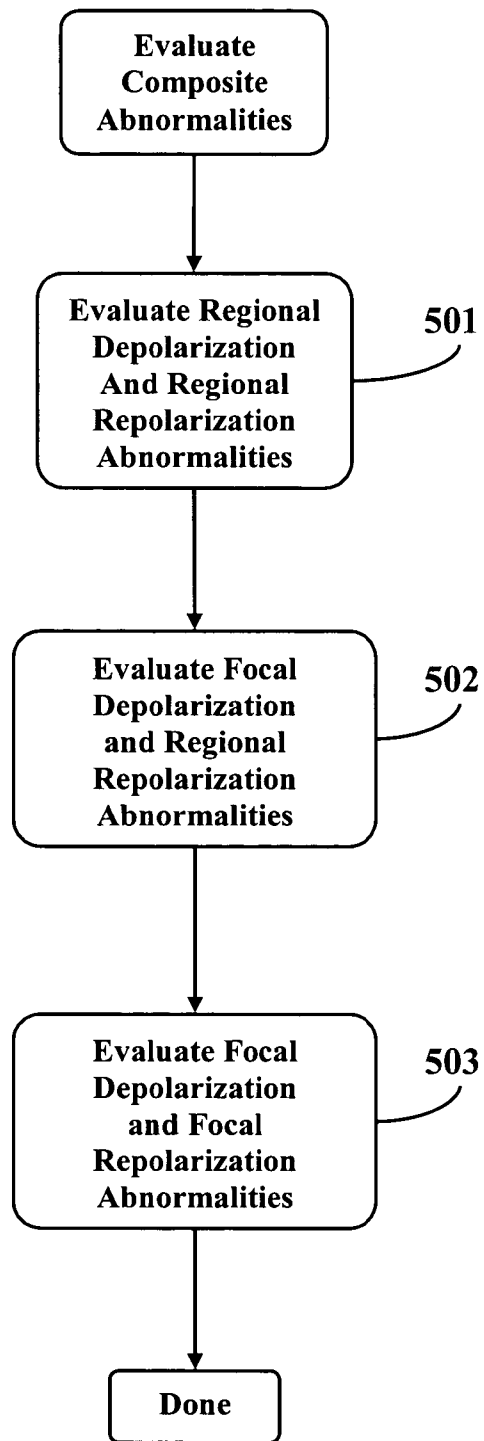 Evaluate
Composite
Abnormalities
Evaluate Regional
Depolarization
And Regional
Repolarization
Abnormalities
501
Evaluate Focal
Depolarization
and Regional
Repolarization
Abnormalities
502
Evaluate Focal
Depolarization
and Focal
Repolarization
Abnormalities
503
Done